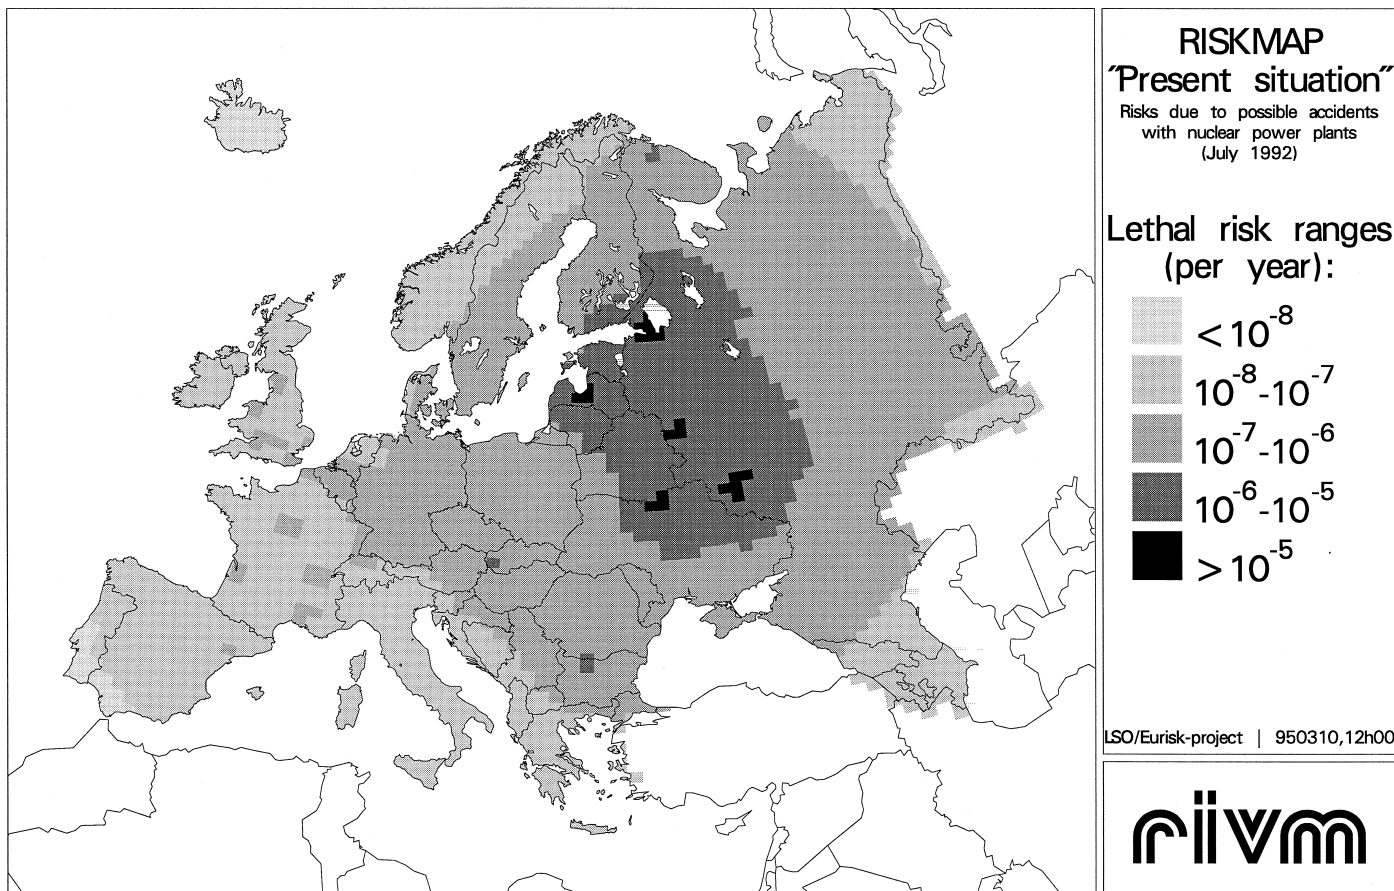 RISKMAP
"Present situation"
Risks due to possible accidents
with nuclear power plants
(July 1992)
Lethal risk ranges
(per year):
<10⁻⁸
10⁻⁸-10⁻⁷
10⁻⁷-10⁻⁶
10⁻⁶-10⁻⁵
>10⁻⁵
LSO/Eurisk-project | 950310,12h00
rivm